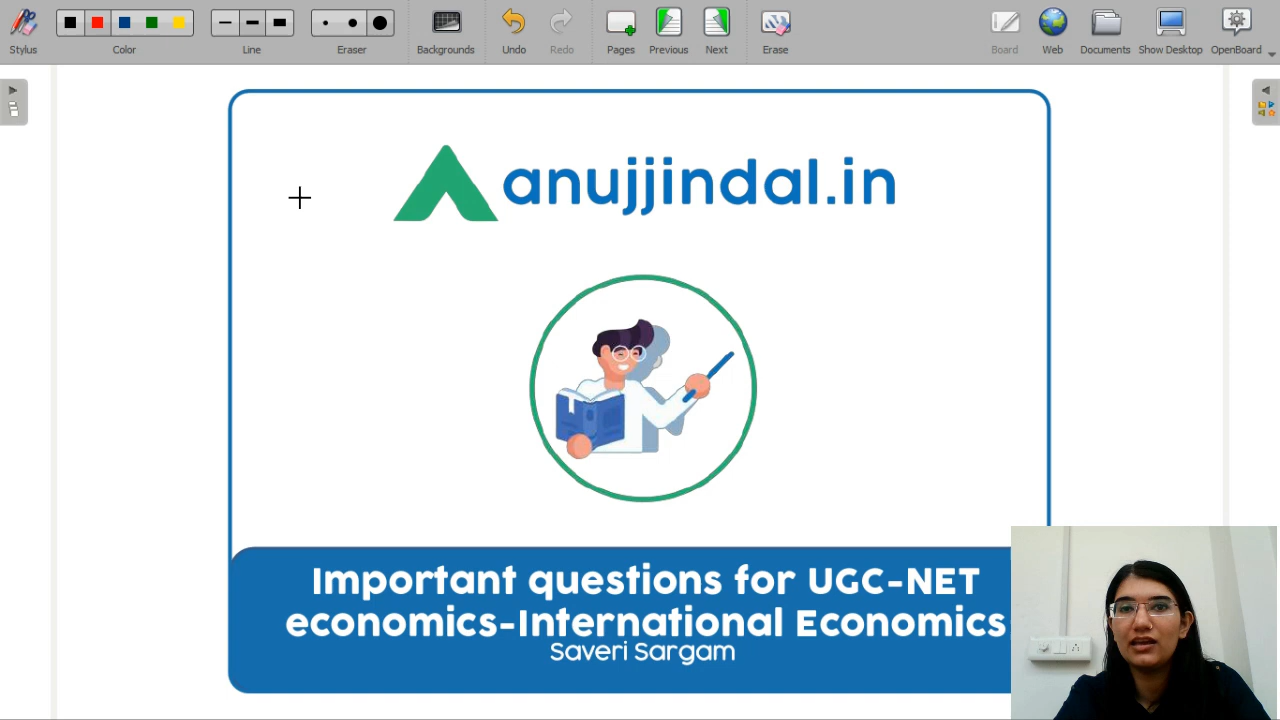 Stylus
Color
Line
Eraser
Backgrounds
Undo
Redo
Pages
Previous
Next
Erase
Board
Web
Documents
Show Desktop
OpenBoard
anujjindal.in
Important questions for UGC-NET
economics-International Economics
Saveri Sargam